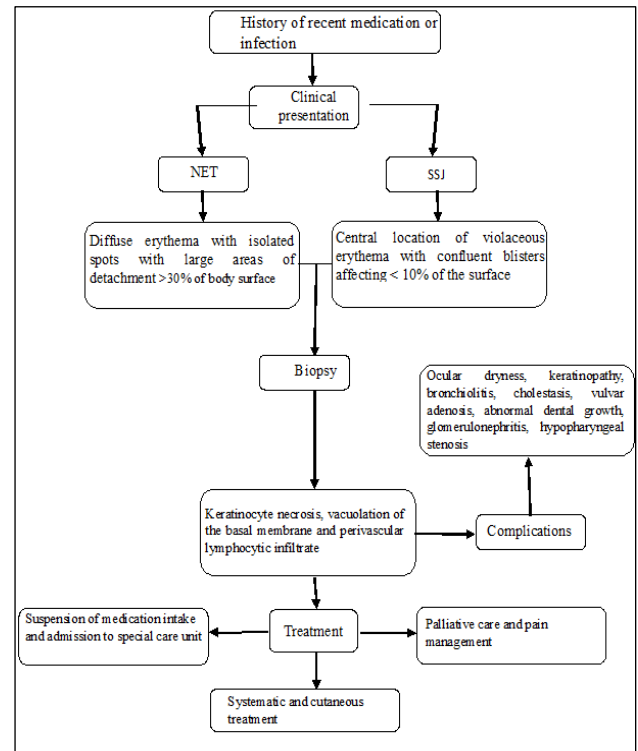 History of recent medication or
infection
Clinical
presentation
NET
SSJ
Diffuse erythema with isolated
spots with large areas of
detachment >30% of body surface
Central location of violaceous
erythema with confluent blisters
affecting < 10% of the surface
Biopsy
Ocular dryness, keratinopathy,
bronchiolitis, cholestasis, vulvar
adenosis, abnormal dental growth,
glomerulonephritis, hypopharyngeal
stenosis
Keratinocyte necrosis, vacuolation of
the basal membrane and perivascular
lymphocytic infiltrate
Complications
Suspension of medication intake
and admission to special care unit
Treatment
Palliative care and pain
management
Systematic and cutaneous
treatment